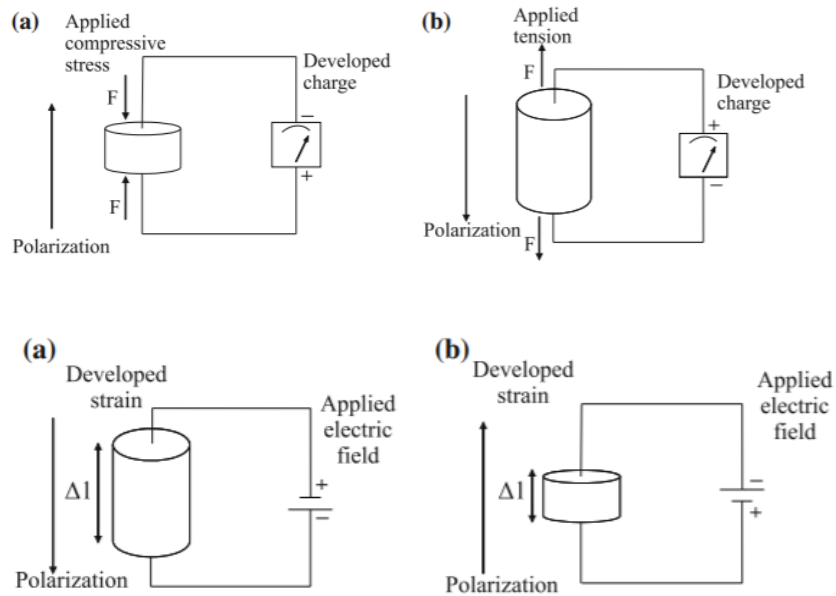 (a)
Applied
compressive
stress
F
Developed
charge
−
+
F
Polarization
(b)
Applied
tension
F
Developed
charge
+
−
Polarization
F
(a)
Developed
strain
Applied
electric
field
Δl
+
−
Polarization
(b)
Developed
strain
Applied
electric
field
Δl
−
+
Polarization